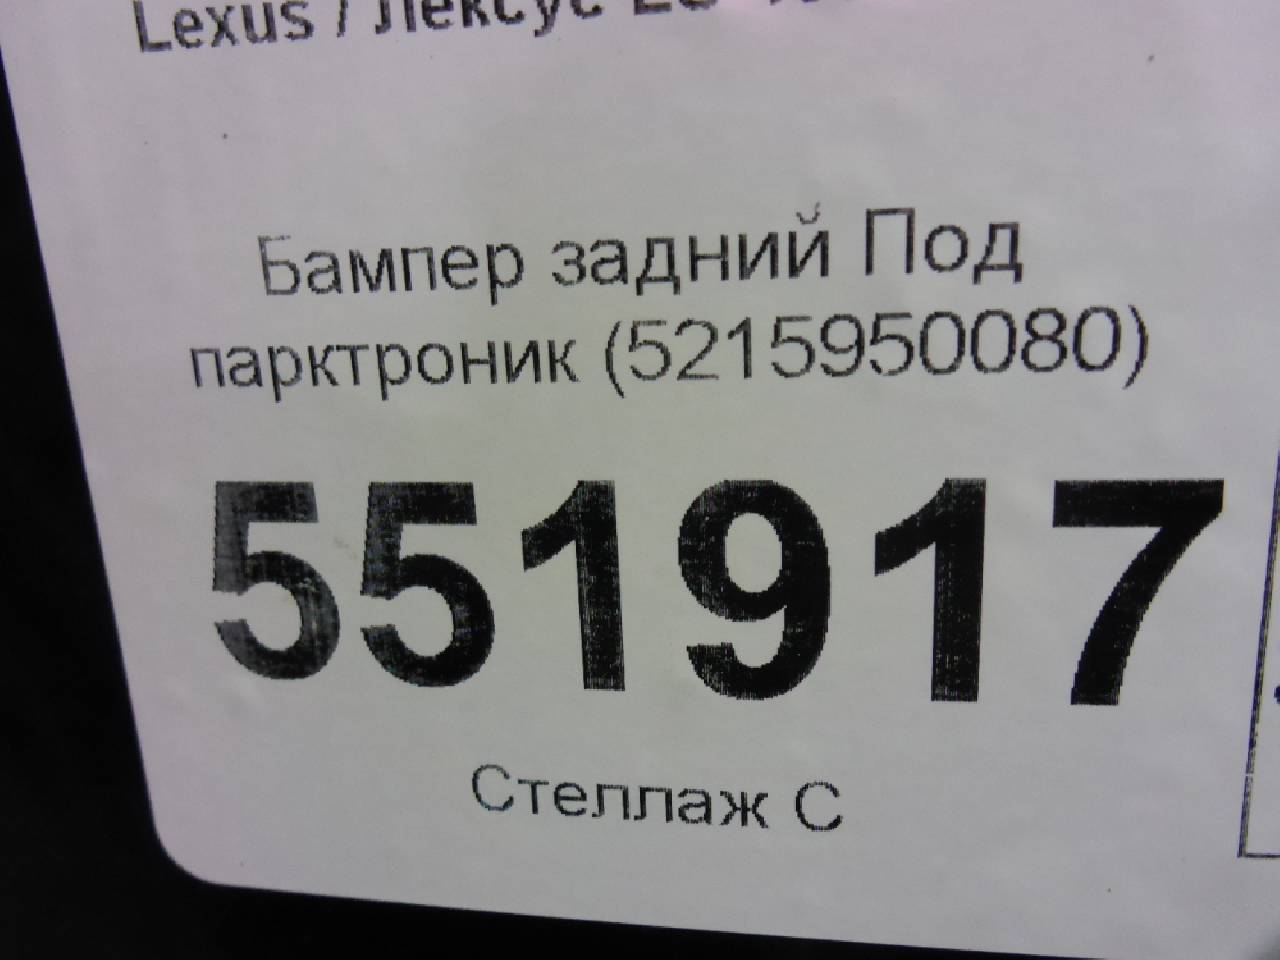 Lexus / Лексус
Бампер задний Под
парктроник (5215950080)
551917
Стеллаж С